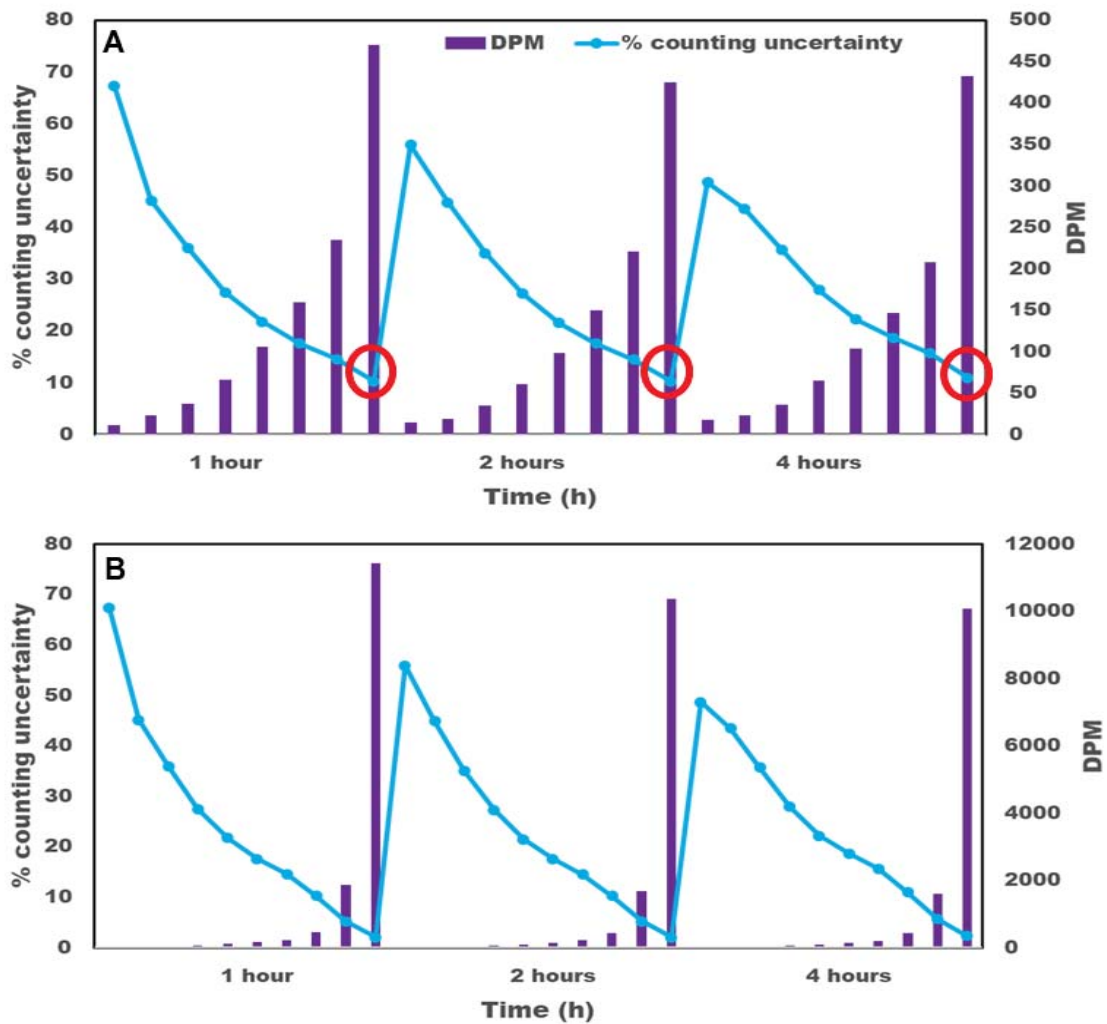 A
DPM
% counting uncertainty
% counting uncertainty
80
70
60
50
40
30
20
10
0
500
450
400
350
300
250
200
150
100
50
0
DPM
1 hour
2 hours
4 hours
Time (h)
B
% counting uncertainty
80
70
60
50
40
30
20
10
0
12000
10000
8000
6000
4000
2000
0
DPM
1 hour
2 hours
4 hours
Time (h)